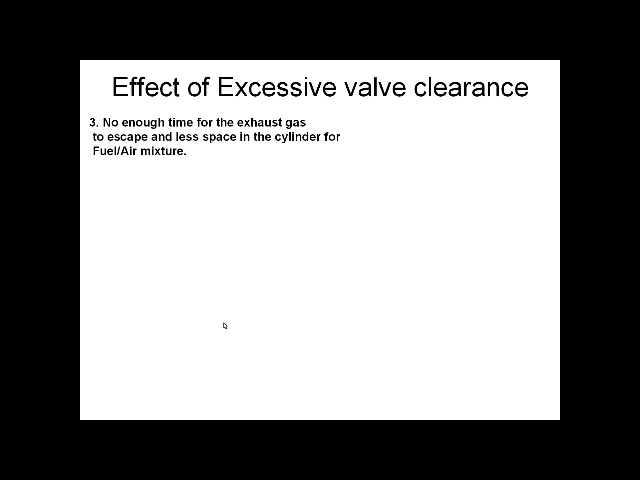 Effect of Excessive valve clearance
3. No enough time for the exhaust gas
to escape and less space in the cylinder for
Fuel/Air mixture.